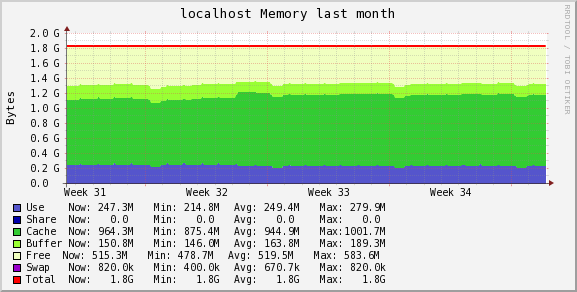 localhost Memory last month
RRDTOOL / TOBI OETIKER
Bytes
2.0 G
1.8 G
1.6 G
1.4 G
1.2 G
1.0 G
0.8 G
0.6 G
0.4 G
0.2 G
0.0
Week 31 Week 32 Week 33 Week 34
Use Now: 247.3M Min: 214.8M Avg: 249.4M Max: 279.9M
Share Now: 0.0 Min: 0.0 Avg: 0.0 Max: 0.0
Cache Now: 964.3M Min: 875.4M Avg: 944.9M Max:1001.7M
Buffer Now: 150.8M Min: 146.0M Avg: 163.8M Max: 189.3M
Free Now: 515.3M Min: 478.7M Avg: 519.5M Max: 583.6M
Swap Now: 820.0k Min: 400.0k Avg: 670.7k Max: 820.0k
Total Now: 1.8G Min: 1.8G Avg: 1.8G Max: 1.8G